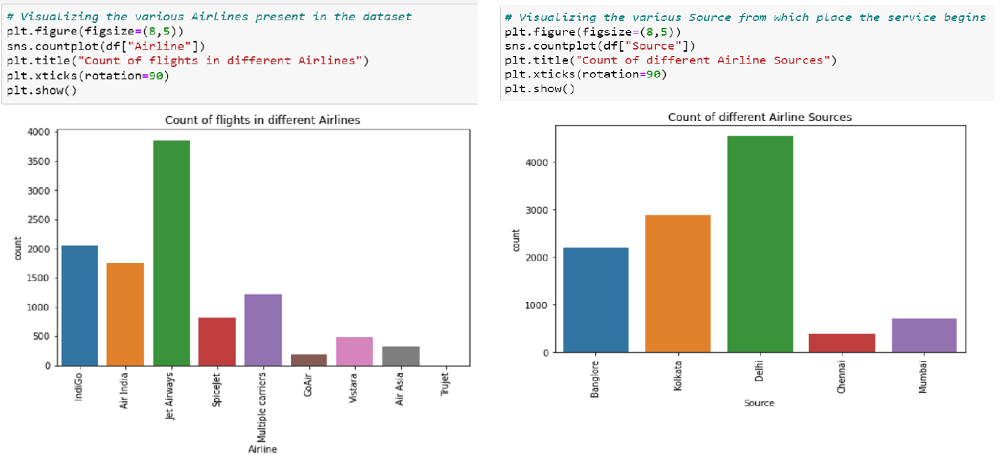 # Visualizing the various AirLines present in the dataset
plt.figure(figsize=(8,5))
sns.countplot(df["Airline"])
plt.title("Count of flights in different Airlines")
plt.xticks(rotation=90)
plt.show()
Count of flights in different Airlines
4000
3500
3000
2500
2000
1500
1000
500
0
count
IndiGo
Air India
Jet Airways
SpiceJet
Multiple carriers
GoAir
Vistara
Air Asia
Trujet
Airline
# Visualizing the various Source from which place the service begins
plt.figure(figsize=(8,5))
sns.countplot(df["Source"])
plt.title("Count of different Airline Sources")
plt.xticks(rotation=90)
plt.show()
Count of different Airline Sources
4000
3000
2000
1000
0
count
Banglore
Kolkata
Delhi
Chennai
Mumbai
Source